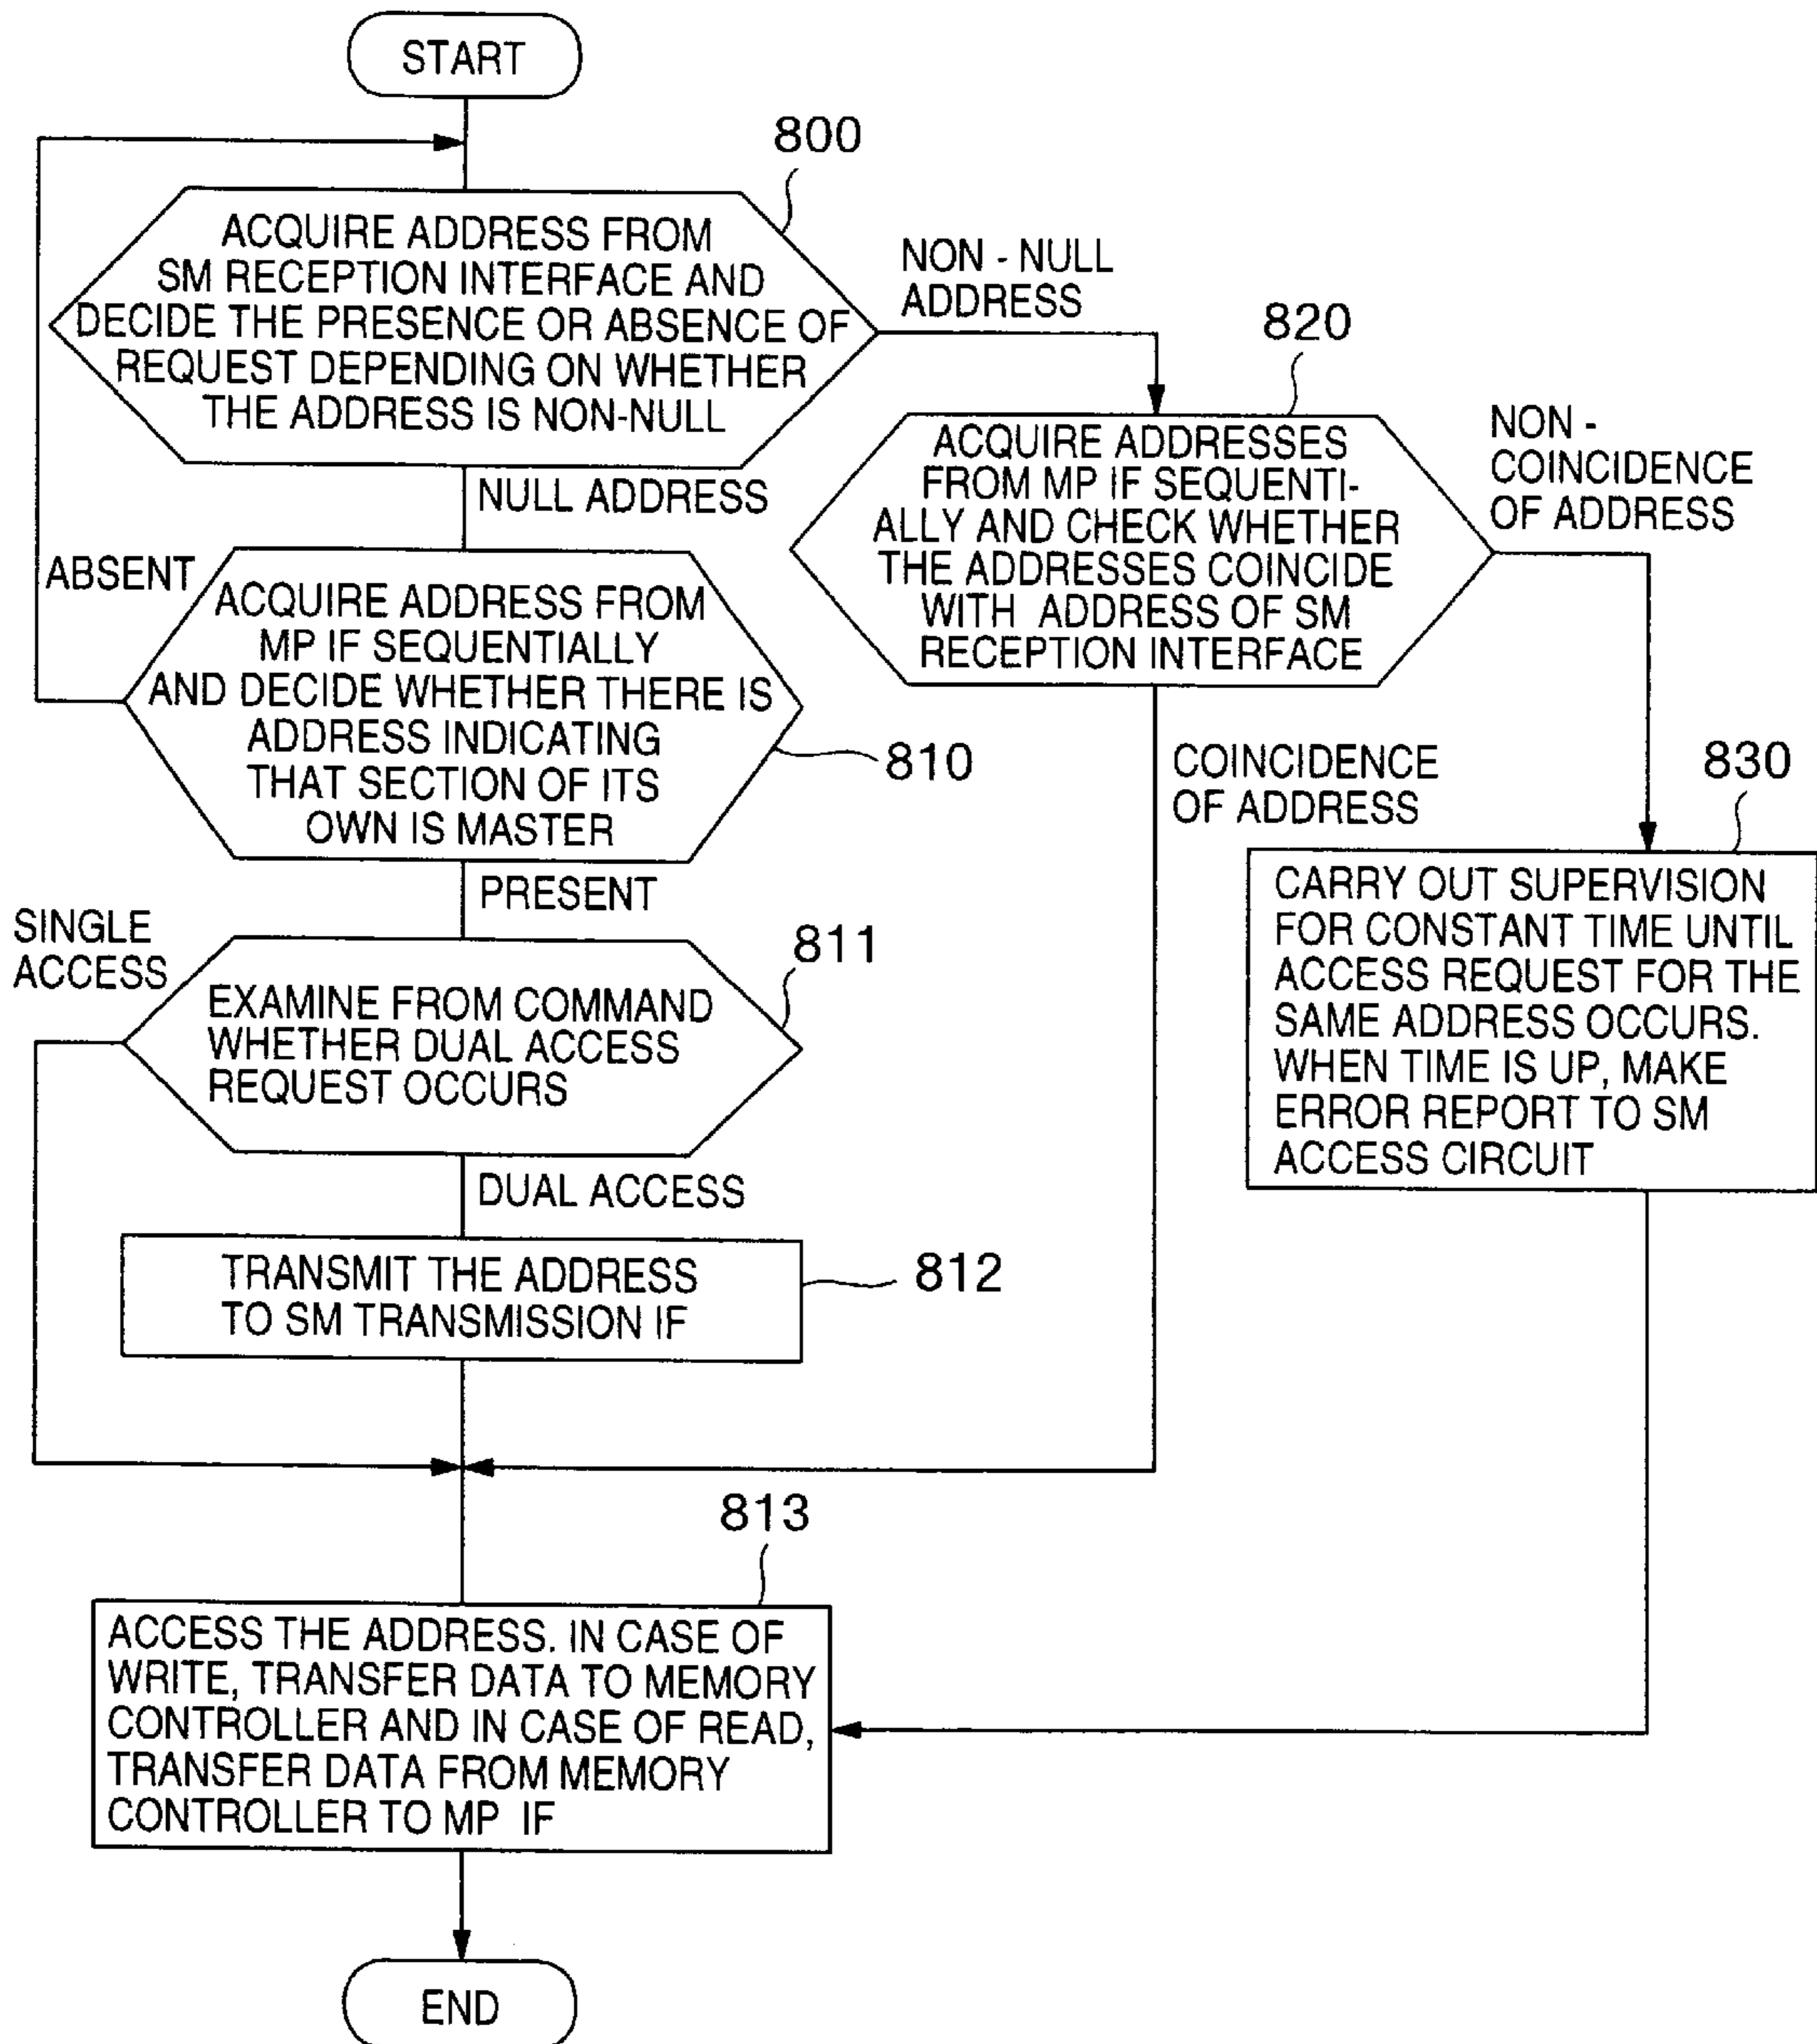 START
800
ACQUIRE ADDRESS FROM
SM RECEPTION INTERFACE AND
DECIDE THE PRESENCE OR ABSENCE OF
REQUEST DEPENDING ON WHETHER
THE ADDRESS IS NON-NULL
NON - NULL
ADDRESS
NULL ADDRESS
820
ACQUIRE ADDRESSES
FROM MP IF SEQUENTI-
ALLY AND CHECK WHETHER
THE ADDRESSES COINCIDE
WITH ADDRESS OF SM
RECEPTION INTERFACE
NON -
COINCIDENCE
OF ADDRESS
ABSENT
ACQUIRE ADDRESS FROM
MP IF SEQUENTIALLY
AND DECIDE WHETHER THERE IS
ADDRESS INDICATING
THAT SECTION OF ITS
OWN IS MASTER
810
COINCIDENCE
OF ADDRESS
830
CARRY OUT SUPERVISION
FOR CONSTANT TIME UNTIL
ACCESS REQUEST FOR THE
SAME ADDRESS OCCURS.
WHEN TIME IS UP, MAKE
ERROR REPORT TO SM
ACCESS CIRCUIT
PRESENT
SINGLE
ACCESS
811
EXAMINE FROM COMMAND
WHETHER DUAL ACCESS
REQUEST OCCURS
DUAL ACCESS
TRANSMIT THE ADDRESS
TO SM TRANSMISSION IF
812
813
ACCESS THE ADDRESS. IN CASE OF
WRITE, TRANSFER DATA TO MEMORY
CONTROLLER AND IN CASE OF READ,
TRANSFER DATA FROM MEMORY
CONTROLLER TO MP IF
END